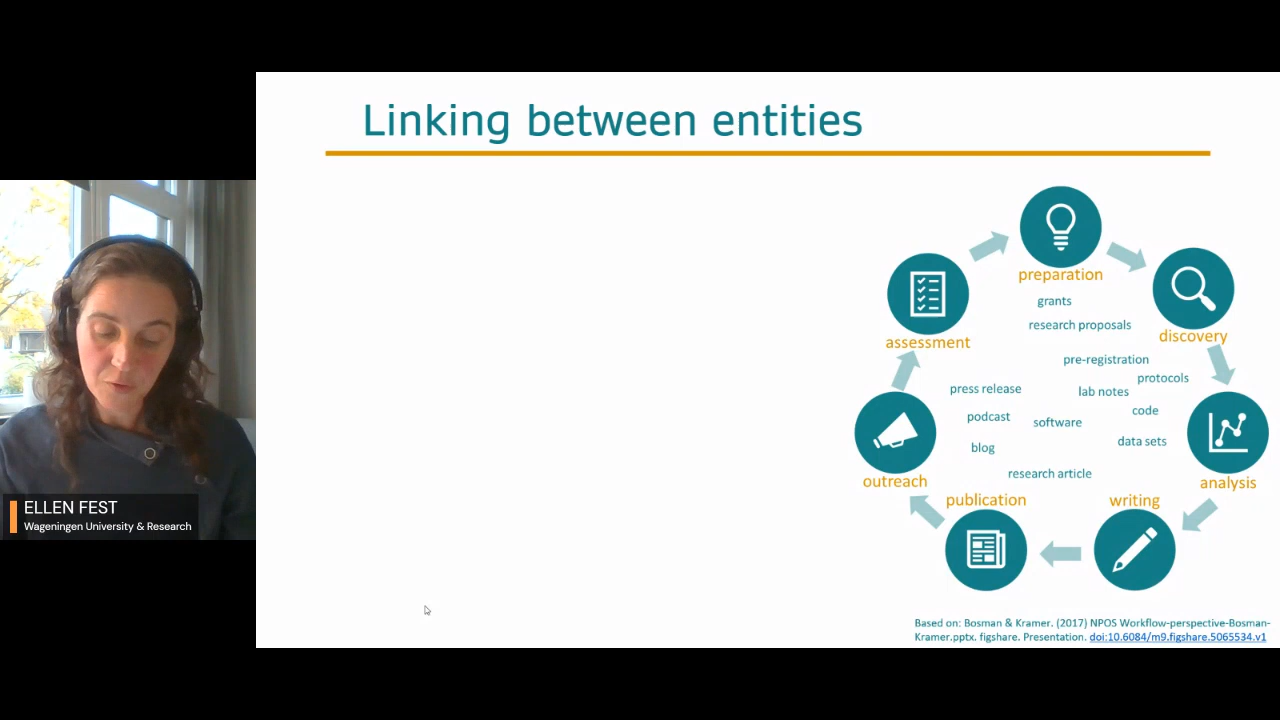 Linking between entities
preparation
grants
research proposals
discovery
assessment
pre-registration
protocols
press release
lab notes
code
podcast
software
data sets
blog
research article
outreach
analysis
publication
writing
ELLEN FEST
Wageningen University & Research
Based on: Bosman & Kramer. (2017) NPOS Workflow-perspective-Bosman-
Kramer.pptx. figshare. Presentation. doi:10.6084/m9.figshare.5065534.v1